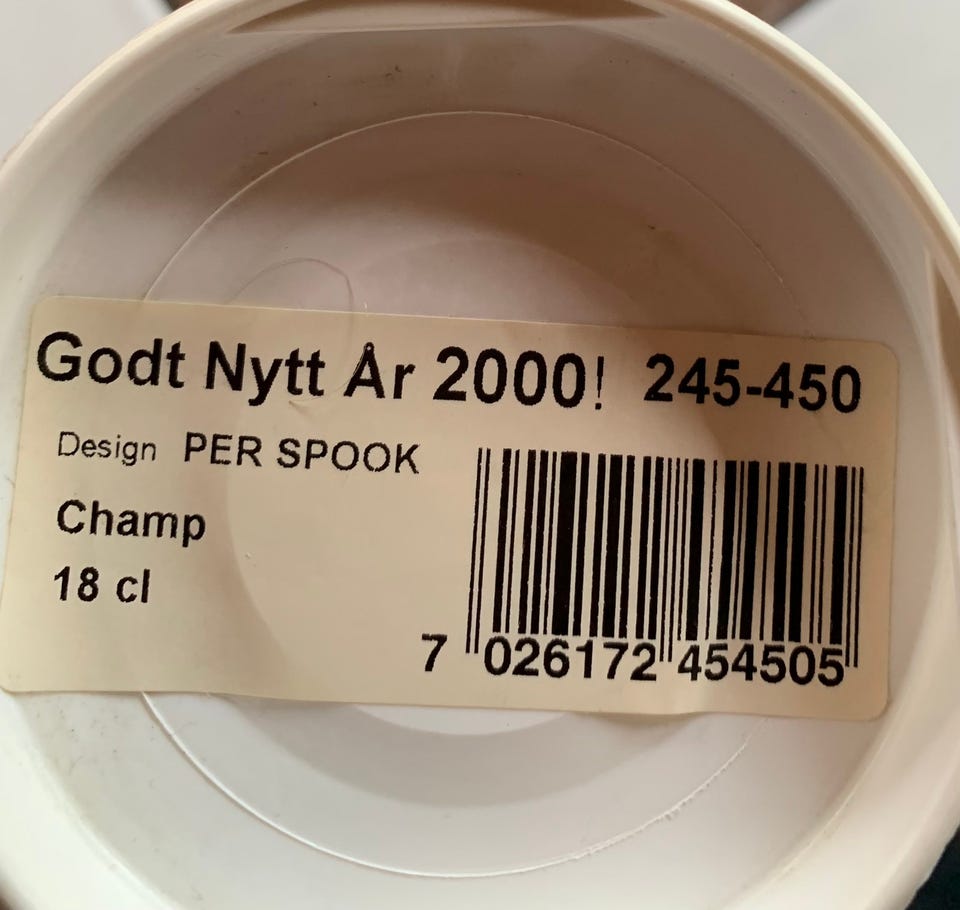 Godt Nytt År 2000! 245-450
Design PER SPOOK
Champ
18 cl
7 026172 454505